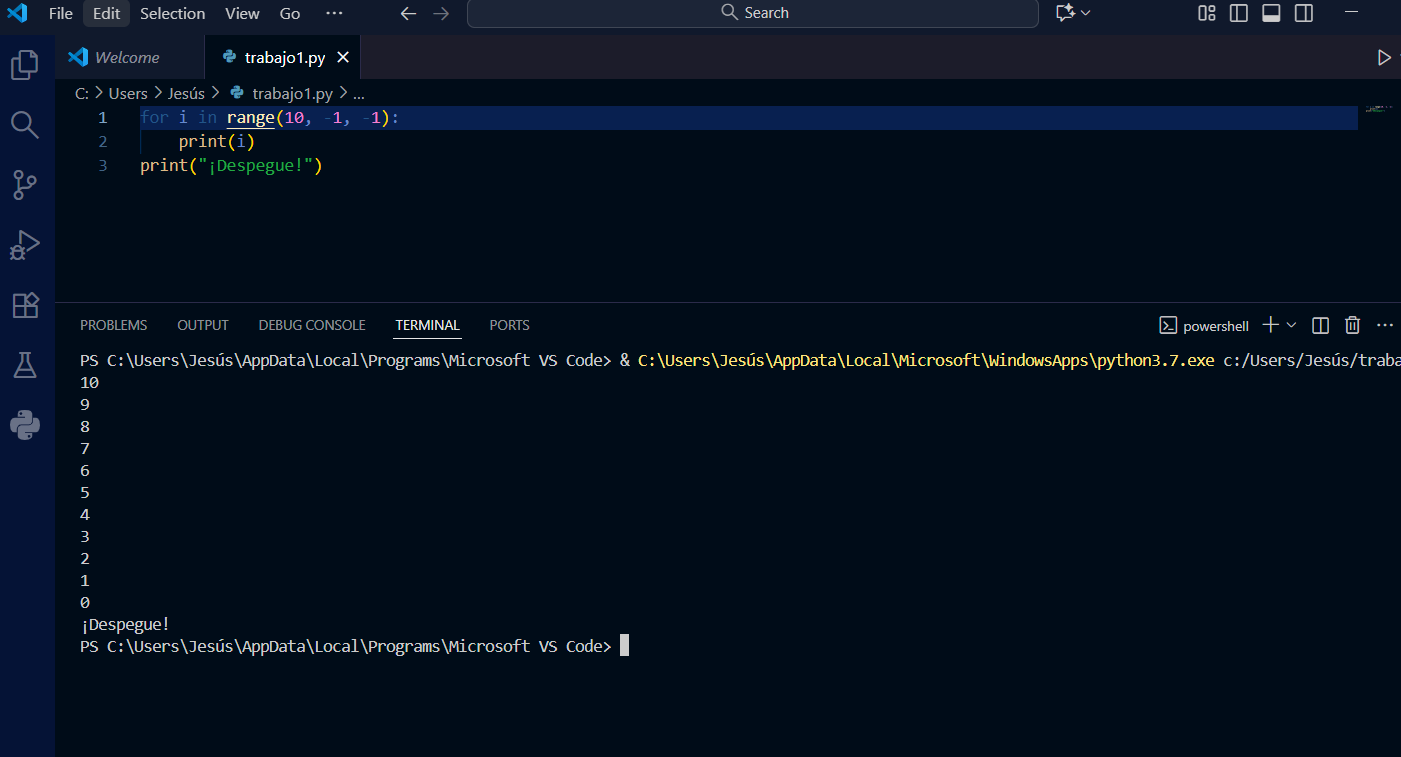 File Edit Selection View Go ··· Search
Welcome trabajo1.py
C: > Users > Jesús > trabajo1.py > ...
1 for i in range(10, -1, -1):
2     print(i)
3 print("¡Despegue!")
PROBLEMS OUTPUT DEBUG CONSOLE TERMINAL PORTS powershell
PS C:\Users\Jesús\AppData\Local\Programs\Microsoft VS Code> & C:\Users\Jesús\AppData\Local\Microsoft\WindowsApps\python3.7.exe c:/Users/Jesús/traba
10
9
8
7
6
5
4
3
2
1
0
¡Despegue!
PS C:\Users\Jesús\AppData\Local\Programs\Microsoft VS Code>